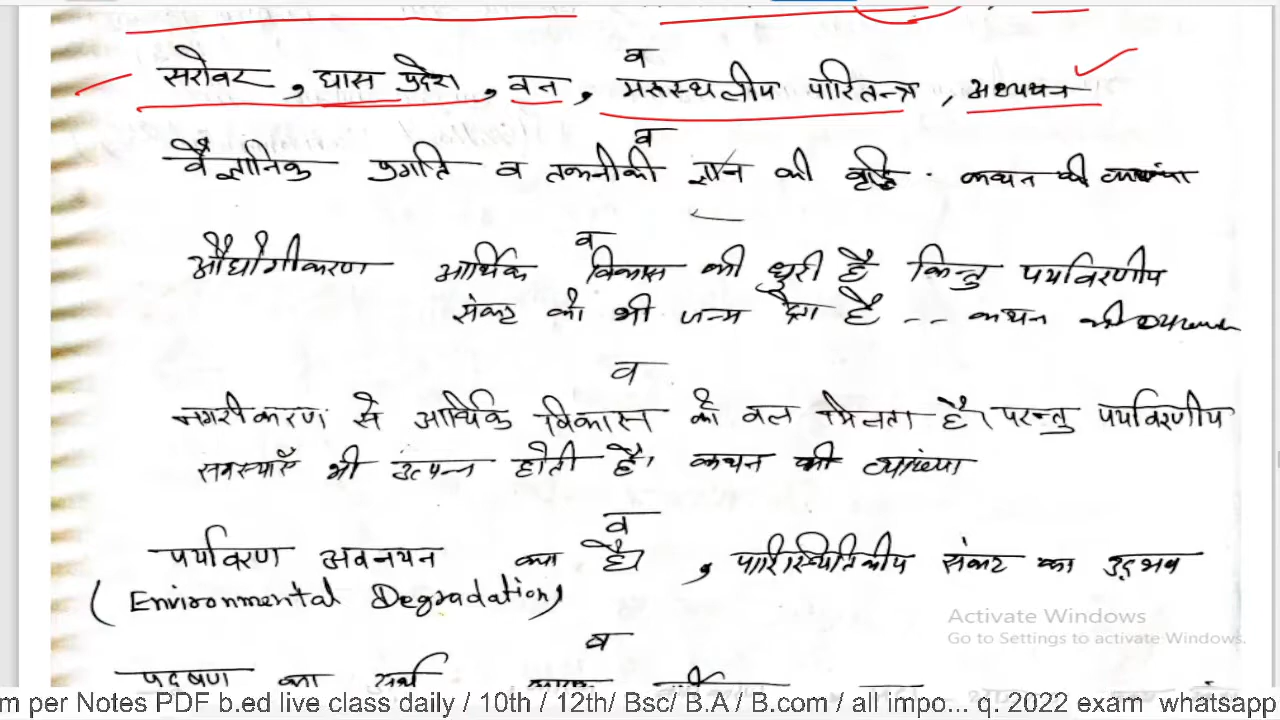 व
सरोवर, घास प्रदेश, वन, मरुस्थलीय पारितन्त्र, अध्ययन
व
वैज्ञानिक प्रगति व तकनीकी ज्ञान की वृद्धि . कथन की व्याख्या
व
औद्योगीकरण आर्थिक विकास की धुरी है किन्तु पर्यावरणीय
संकट को भी जन्म देता है -- कथन की व्याख्या
व
नगरीकरण से आर्थिक विकास को बल मिलता है। परन्तु पर्यावरणीय
समस्याएँ भी उत्पन्न होती है, कथन की व्याख्या
व
पर्यावरण अवनयन क्या है, पारिस्थितिकीय संकट का उद्भव
(Environmental Degradation)
Activate Windows
Go to Settings to activate Windows.
व
प्रदूषण का अर्थ
m per Notes PDF b.ed live class daily / 10th / 12th/ Bsc/ B.A / B.com / all impo... q. 2022 exam whatsapp